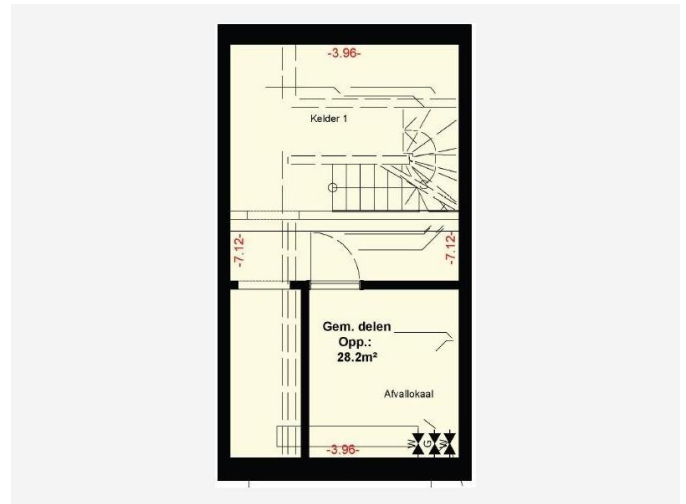 -3.96-
Kelder 1
-7.12-
-7.12-
Gem. delen
Opp.:
28.2m²
Afvallokaal
W G W
-3.96-